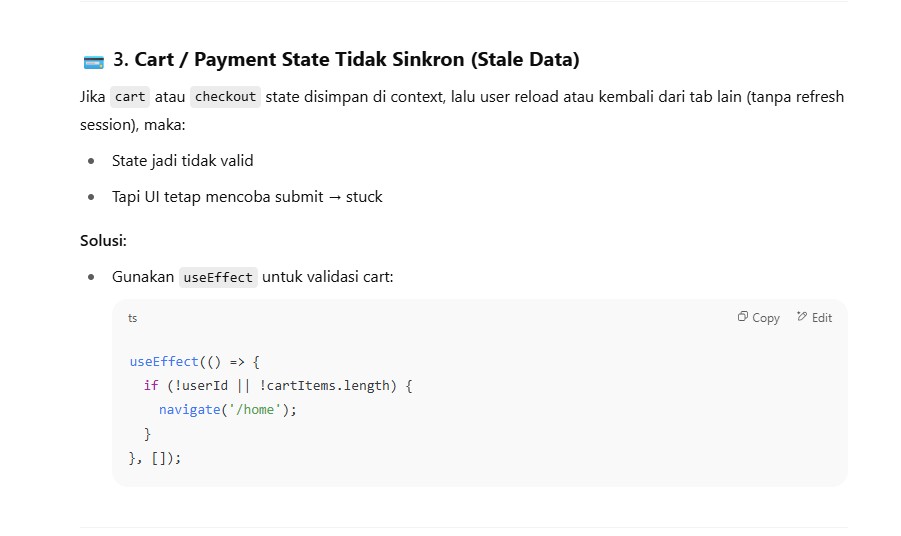 3. Cart / Payment State Tidak Sinkron (Stale Data)
Jika cart atau checkout state disimpan di context, lalu user reload atau kembali dari tab lain (tanpa refresh
session), maka:
• State jadi tidak valid
• Tapi UI tetap mencoba submit → stuck
Solusi:
• Gunakan useEffect untuk validasi cart:
ts Copy Edit
useEffect(() => {
  if (!userId || !cartItems.length) {
    navigate('/home');
  }
}, []);